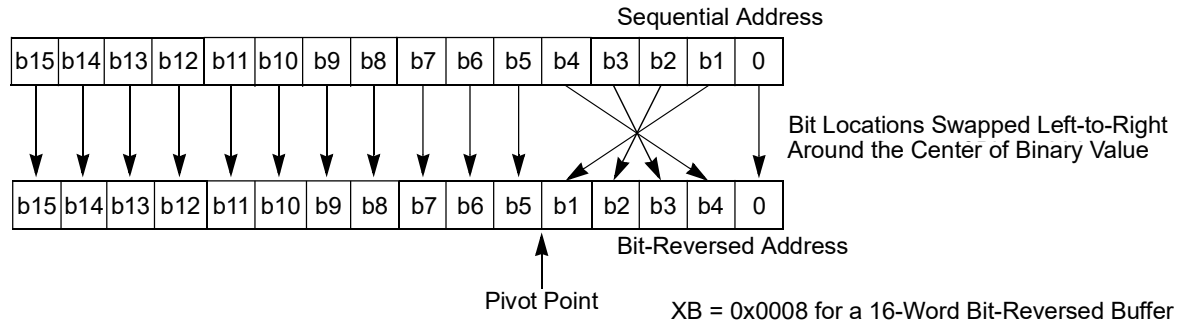 Sequential Address
b15 b14 b13 b12 b11 b10 b9 b8 b7 b6 b5 b4 b3 b2 b1 0
Bit Locations Swapped Left-to-Right
Around the Center of Binary Value
b15 b14 b13 b12 b11 b10 b9 b8 b7 b6 b5 b1 b2 b3 b4 0
Bit-Reversed Address
Pivot Point
XB = 0x0008 for a 16-Word Bit-Reversed Buffer